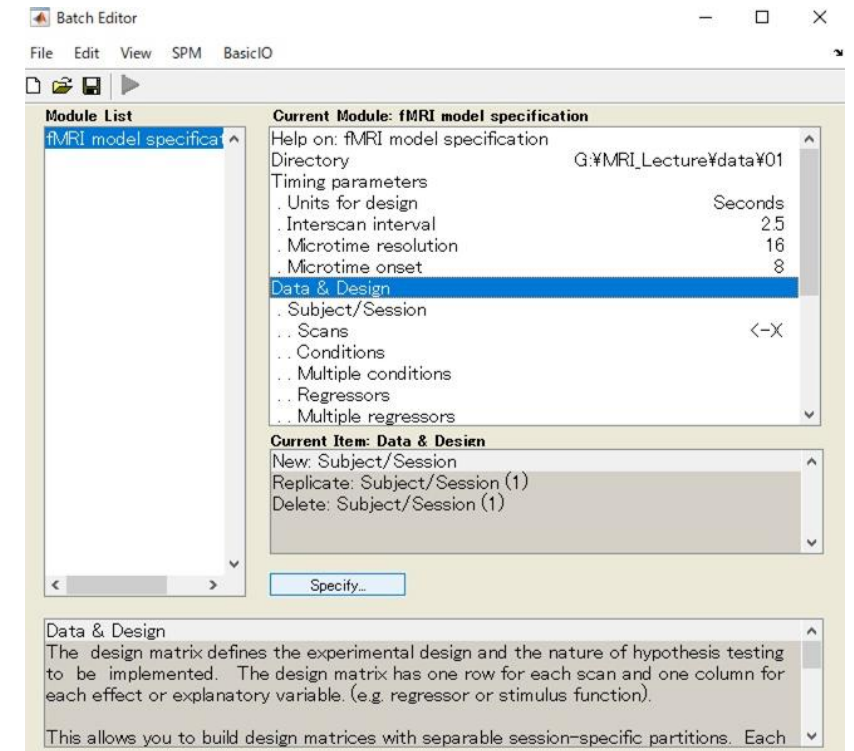 Batch Editor
File Edit View SPM BasicIO
Module List
fMRI model specificat
Current Module: fMRI model specification
Help on: fMRI model specification
Directory G:¥MRI_Lecture¥data¥01
Timing parameters
. Units for design Seconds
. Interscan interval 2.5
. Microtime resolution 16
. Microtime onset 8
Data & Design
. Subject/Session
. . Scans <-X
. . Conditions
. . Multiple conditions
. . Regressors
. . Multiple regressors
Current Item: Data & Design
New: Subject/Session
Replicate: Subject/Session (1)
Delete: Subject/Session (1)
Specify...
Data & Design
The design matrix defines the experimental design and the nature of hypothesis testing
to be implemented. The design matrix has one row for each scan and one column for
each effect or explanatory variable. (e.g. regressor or stimulus function).
This allows you to build design matrices with separable session-specific partitions. Each